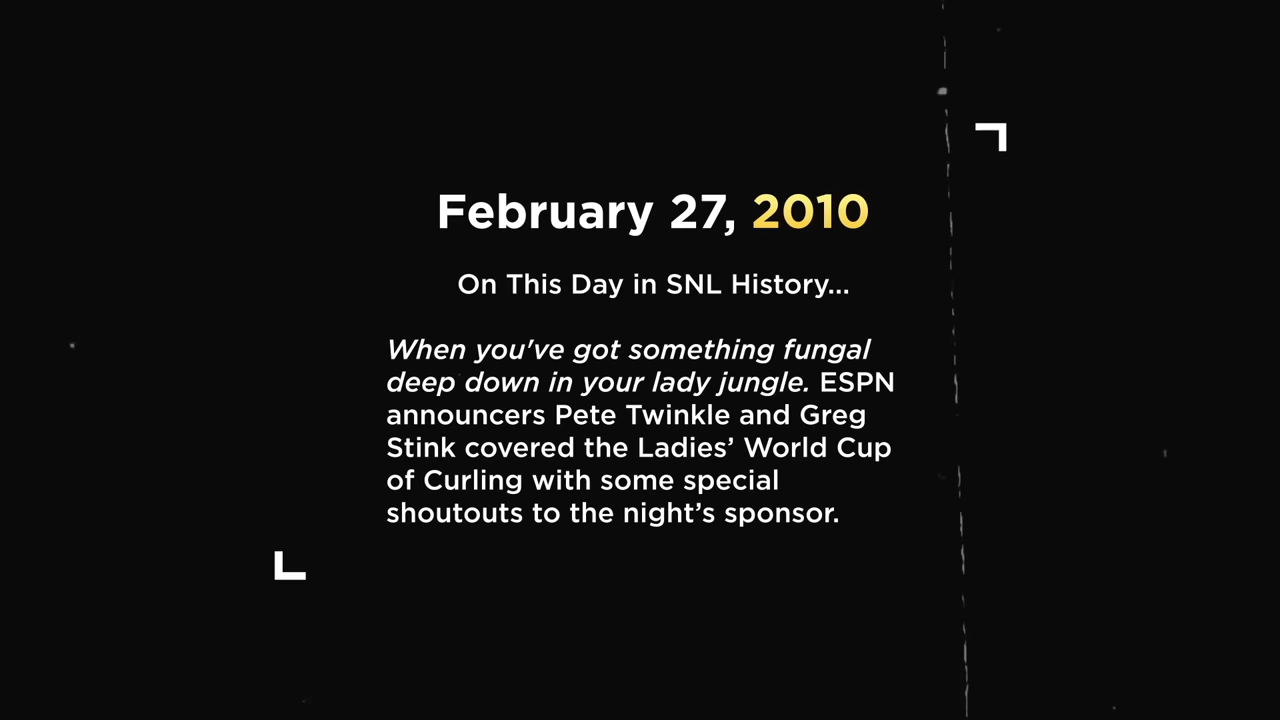 February 27, 2010
On This Day in SNL History...
When you've got something fungal
deep down in your lady jungle. ESPN
announcers Pete Twinkle and Greg
Stink covered the Ladies’ World Cup
of Curling with some special
shoutouts to the night’s sponsor.